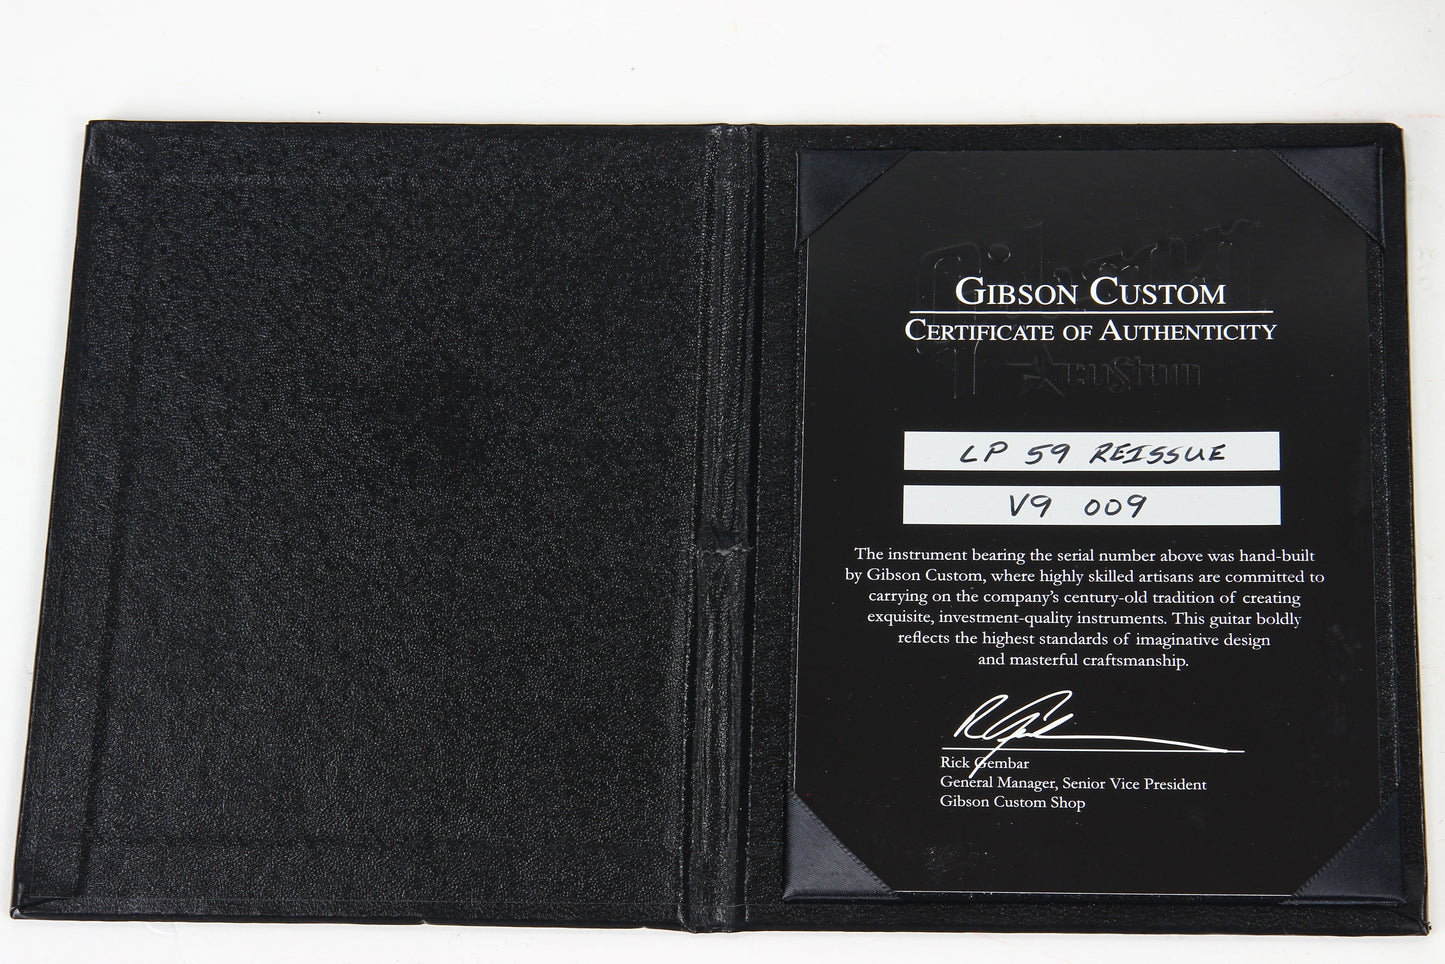 Gibson
GIBSON CUSTOM
CERTIFICATE OF AUTHENTICITY
custom
LP 59 REISSUE
V9 009
The instrument bearing the serial number above was hand-built
by Gibson Custom, where highly skilled artisans are committed to
carrying on the company's century-old tradition of creating
exquisite, investment-quality instruments. This guitar boldly
reflects the highest standards of imaginative design
and masterful craftsmanship.
Rick Gembar
General Manager, Senior Vice President
Gibson Custom Shop